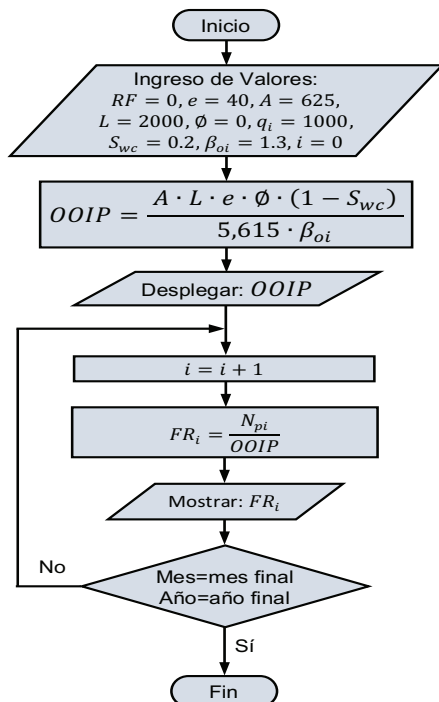 Inicio
Ingreso de Valores:
RF = 0, e = 40, A = 625,
L = 2000, Ø = 0, q_i = 1000,
S_wc = 0.2, β_oi = 1.3, i = 0
OOIP = A · L · e · Ø · (1 − S_wc) / 5,615 · β_oi
Desplegar: OOIP
i = i + 1
FR_i = N_pi / OOIP
Mostrar: FR_i
No
Mes=mes final
Año=año final
Sí
Fin